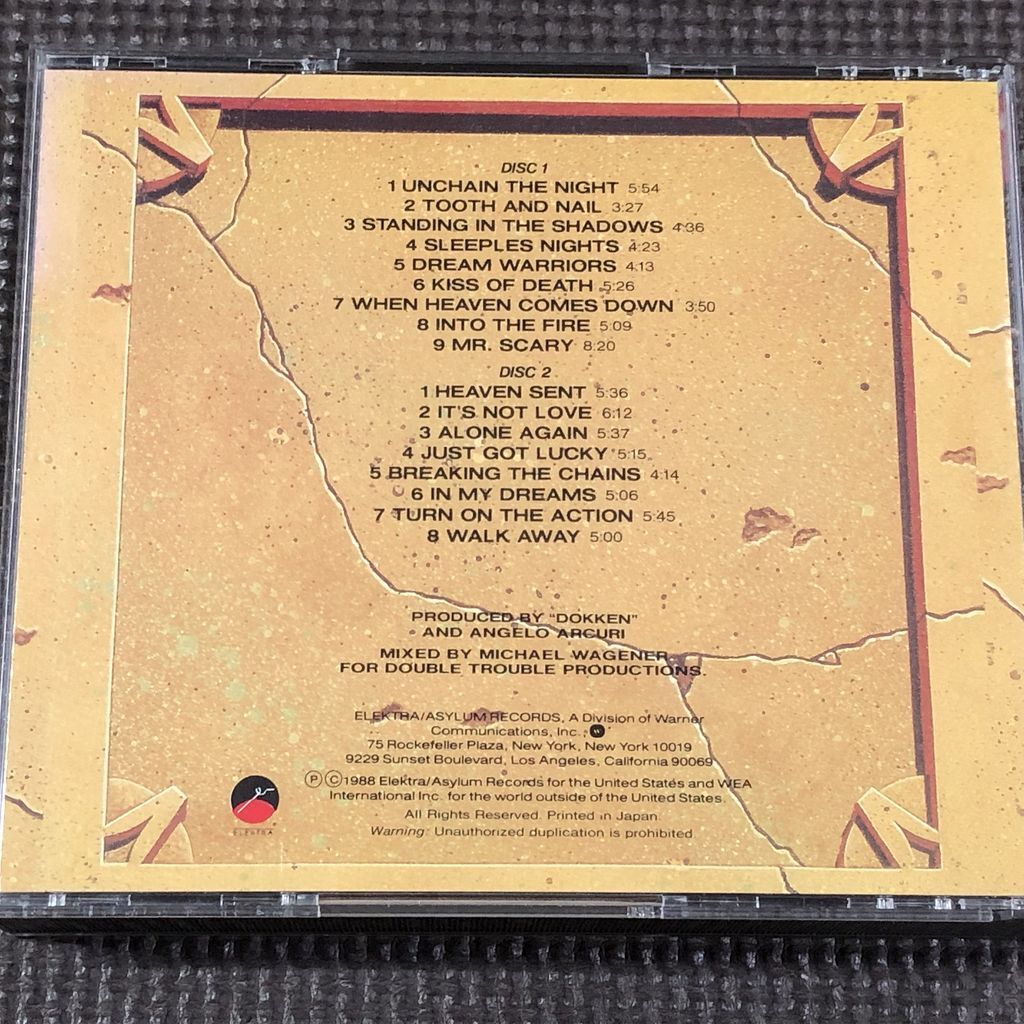 DISC 1
1 UNCHAIN THE NIGHT 5:54
2 TOOTH AND NAIL 3:27
3 STANDING IN THE SHADOWS 4:36
4 SLEEPLES NIGHTS 4:23
5 DREAM WARRIORS 4:13
6 KISS OF DEATH 5:26
7 WHEN HEAVEN COMES DOWN 3:50
8 INTO THE FIRE 5:09
9 MR. SCARY 8:20
DISC 2
1 HEAVEN SENT 5:36
2 IT'S NOT LOVE 6:12
3 ALONE AGAIN 5:37
4 JUST GOT LUCKY 5:15
5 BREAKING THE CHAINS 4:14
6 IN MY DREAMS 5:06
7 TURN ON THE ACTION 5:45
8 WALK AWAY 5:00
PRODUCED BY "DOKKEN"
AND ANGELO ARCURI
MIXED BY MICHAEL WAGENER
FOR DOUBLE TROUBLE PRODUCTIONS.
ELEKTRA/ASYLUM RECORDS, A Division of Warner
Communications, Inc.,
75 Rockefeller Plaza, New York, New York 10019
9229 Sunset Boulevard, Los Angeles, California 90069
℗ © 1988 Elektra/Asylum Records for the United States and WEA
International Inc. for the world outside of the United States.
All Rights Reserved. Printed in Japan.
Warning: Unauthorized duplication is prohibited.
ELEKTRA